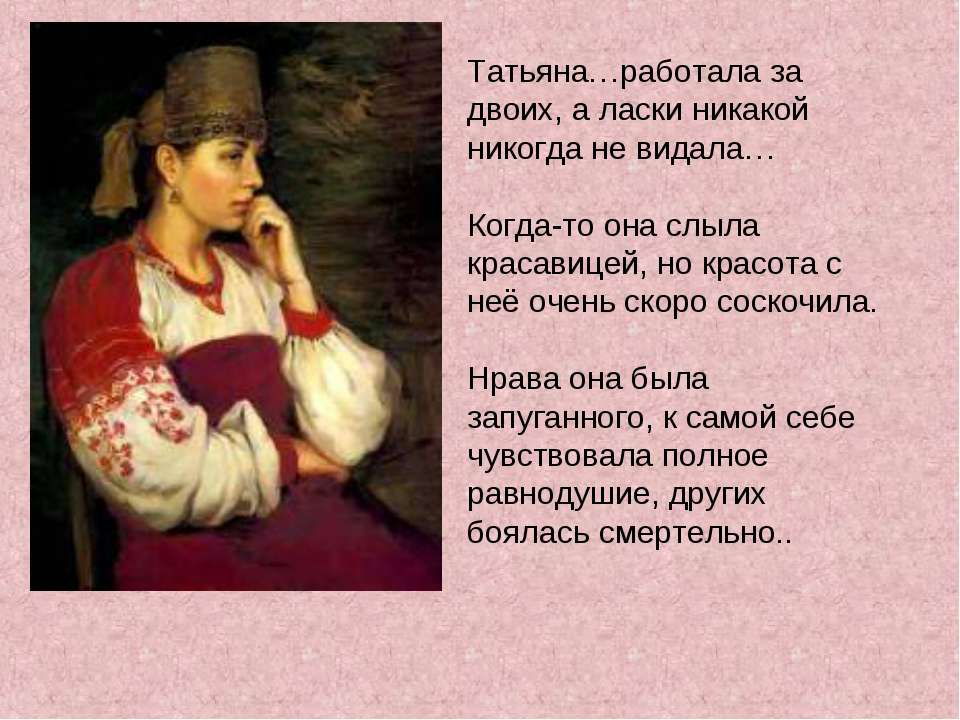 Татьяна…работала за
двоих, а ласки никакой
никогда не видала…
Когда-то она слыла
красавицей, но красота с
неё очень скоро соскочила.
Нрава она была
запуганного, к самой себе
чувствовала полное
равнодушие, других
боялась смертельно..